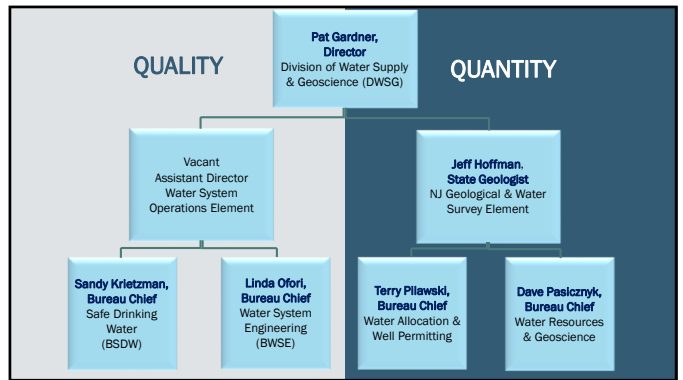 QUALITY
QUANTITY
Pat Gardner,
Director
Division of Water Supply
& Geoscience (DWSG)
Vacant
Assistant Director
Water System
Operations Element
Jeff Hoffman.
State Geologist
NJ Geological & Water
Survey Element
Sandy Krietzman,
Bureau Chief
Safe Drinking
Water
(BSDW)
Linda Ofori,
Bureau Chief
Water System
Engineering
(BWSE)
Terry Pilawski,
Bureau Chief
Water Allocation &
Well Permitting
Dave Pasicznyk,
Bureau Chief
Water Resources
& Geoscience